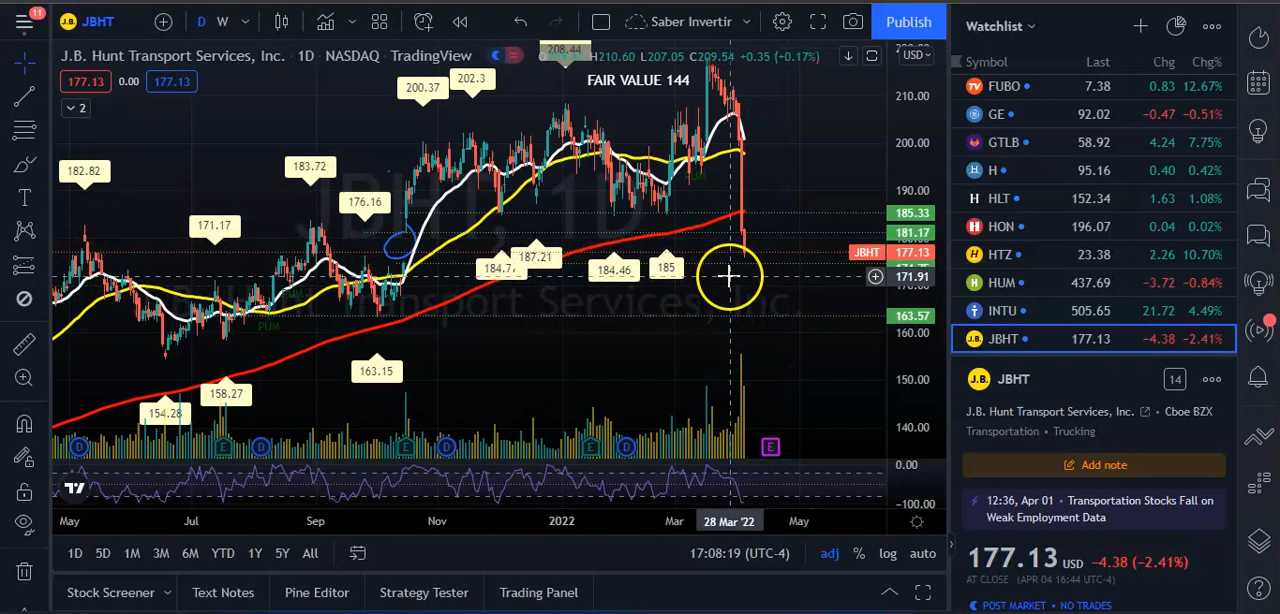 11
J.B.
JBHT
D
W
Saber Invertir
Publish
J.B. Hunt Transport Services, Inc. • 1D • NASDAQ • TradingView
H210.60 L207.05 C209.54 +0.35 (+0.17%)
USD
177.13
0.00
177.13
2
208.44
FAIR VALUE 144
200.37
202.3
182.82
183.72
176.16
171.17
184.7
187.21
184.46
185
163.15
158.27
154.28
PUM
PUM
210.00
200.00
190.00
185.33
181.17
JBHT
177.13
171.91
163.57
160.00
150.00
140.00
0.00
-100.00
D
E
D
E
D
E
D
E
May
Jul
Sep
Nov
2022
Mar
28 Mar '22
May
1D
5D
1M
3M
6M
YTD
1Y
5Y
All
17:08:19 (UTC-4)
adj
%
log
auto
Stock Screener
Text Notes
Pine Editor
Strategy Tester
Trading Panel
Watchlist
Symbol
Last
Chg
Chg%
FUBO 7.38 0.83 12.67%
GE 92.02 -0.47 -0.51%
GTLB 58.92 4.24 7.75%
H 95.16 0.40 0.42%
HLT 152.34 1.63 1.08%
HON 196.07 0.04 0.02%
HTZ 23.38 2.26 10.70%
HUM 437.69 -3.72 -0.84%
INTU 505.65 21.72 4.49%
JBHT 177.13 -4.38 -2.41%
J.B.
JBHT
14
J.B. Hunt Transport Services, Inc. • Cboe BZX
Transportation • Trucking
Add note
12:36, Apr 01 • Transportation Stocks Fall on
Weak Employment Data
177.13 USD -4.38 (-2.41%)
AT CLOSE (APR 04 16:44 UTC-4)
POST MARKET • NO TRADES